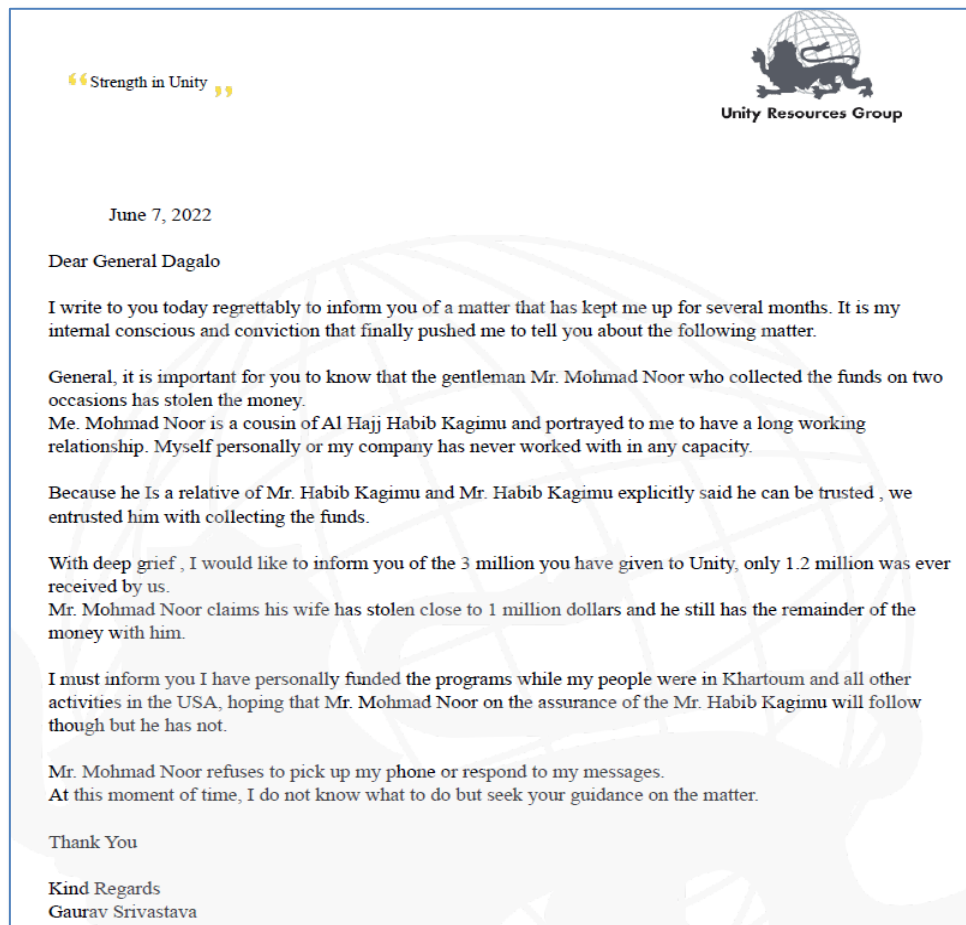 “Strength in Unity”
Unity Resources Group
June 7, 2022
Dear General Dagalo
I write to you today regrettably to inform you of a matter that has kept me up for several months. It is my
internal conscious and conviction that finally pushed me to tell you about the following matter.
General, it is important for you to know that the gentleman Mr. Mohmad Noor who collected the funds on two
occasions has stolen the money.
Me. Mohmad Noor is a cousin of Al Hajj Habib Kagimu and portrayed to me to have a long working
relationship. Myself personally or my company has never worked with in any capacity.
Because he Is a relative of Mr. Habib Kagimu and Mr. Habib Kagimu explicitly said he can be trusted , we
entrusted him with collecting the funds.
With deep grief , I would like to inform you of the 3 million you have given to Unity, only 1.2 million was ever
received by us.
Mr. Mohmad Noor claims his wife has stolen close to 1 million dollars and he still has the remainder of the
money with him.
I must inform you I have personally funded the programs while my people were in Khartoum and all other
activities in the USA, hoping that Mr. Mohmad Noor on the assurance of the Mr. Habib Kagimu will follow
though but he has not.
Mr. Mohmad Noor refuses to pick up my phone or respond to my messages.
At this moment of time, I do not know what to do but seek your guidance on the matter.
Thank You
Kind Regards
Gaurav Srivastava